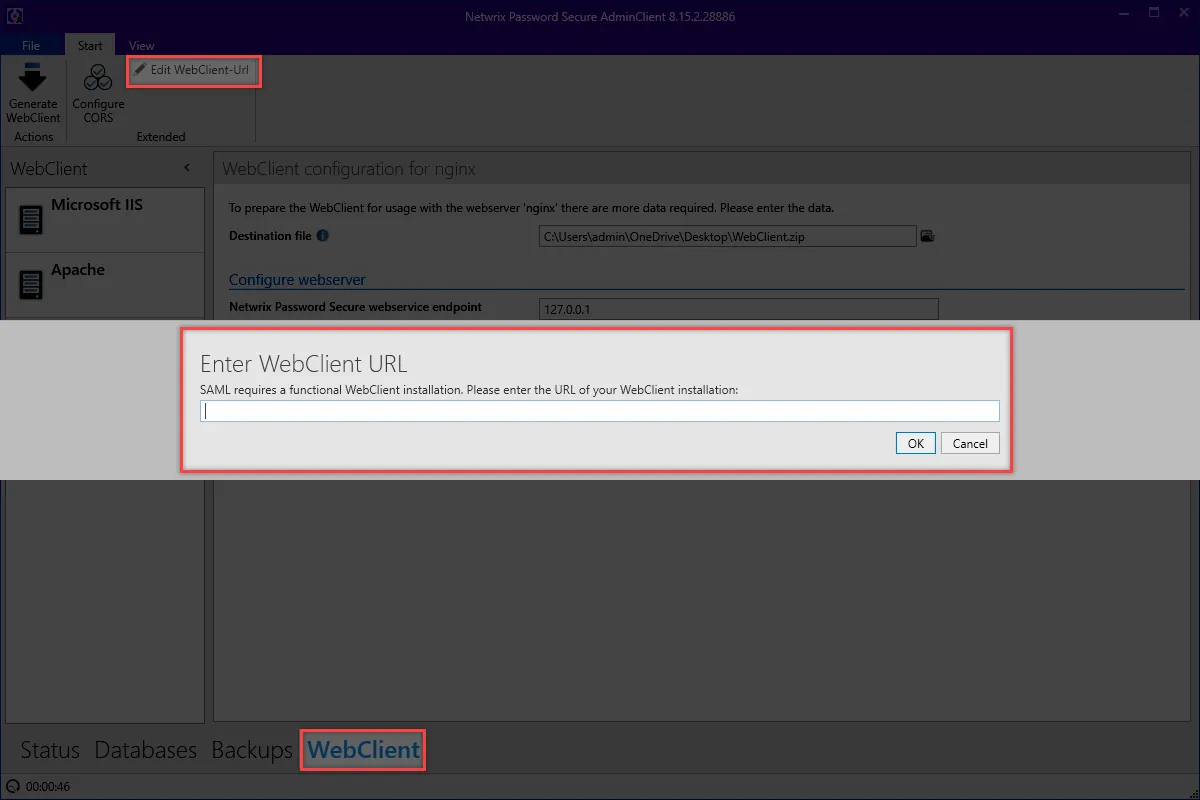 Netwrix Password Secure AdminClient 8.15.2.28886
File Start View
Edit WebClient-Url
Generate WebClient
Configure CORS
Actions Extended
WebClient
WebClient configuration for nginx
Microsoft IIS
Apache
To prepare the WebClient for usage with the webserver 'nginx' there are more data required. Please enter the data.
Destination file C:\Users\admin\OneDrive\Desktop\WebClient.zip
Configure webserver
Netwrix Password Secure webservice endpoint 127.0.0.1
Enter WebClient URL
SAML requires a functional WebClient installation. Please enter the URL of your WebClient installation:
OK Cancel
Status Databases Backups WebClient
00:00:46